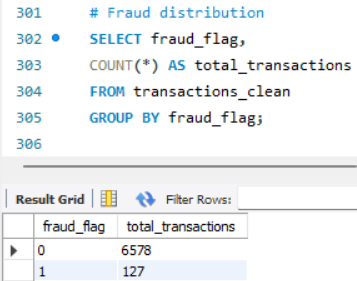 301 # Fraud distribution
302 SELECT fraud_flag,
303 COUNT(*) AS total_transactions
304 FROM transactions_clean
305 GROUP BY fraud_flag;
306
Result Grid Filter Rows:
fraud_flag total_transactions
0 6578
1 127